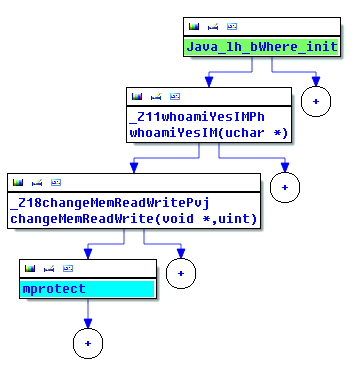 Java_lh_bWhere_init
+
_Z11whoamiYesIMPh
whoamiYesIM(uchar *)
+
_Z18changeMemReadWritePvj
changeMemReadWrite(void *,uint)
+
mprotect
+